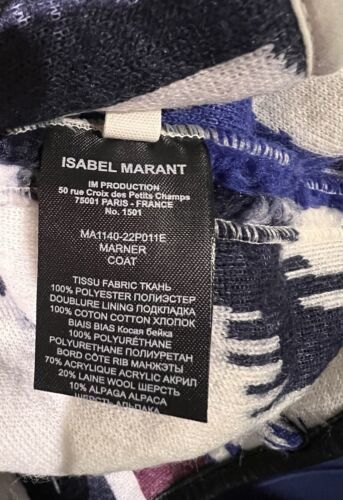 ISABEL MARANT
IM PRODUCTION
50 rue Croix des Petits Champs
75001 PARIS - FRANCE
No. 1501
MA1140-22P011E
MARNER
COAT
TISSU FABRIC ТКАНЬ
100% POLYESTER ПОЛИЭСТЕР
DOUBLURE LINING ПОДКЛАДКА
100% COTON COTTON ХЛОПОК
BIAIS BIAS Косая бейка
100% POLYURÉTHANE
POLYURETHANE ПОЛИУРЕТАН
BORD CÔTE RIB МАНЖЕТЫ
70% ACRYLIQUE ACRYLIC АКРИЛ
20% LAINE WOOL ШЕРСТЬ
10% ALPAGA ALPACA
ШЕРСТЬ АЛЬПАКА